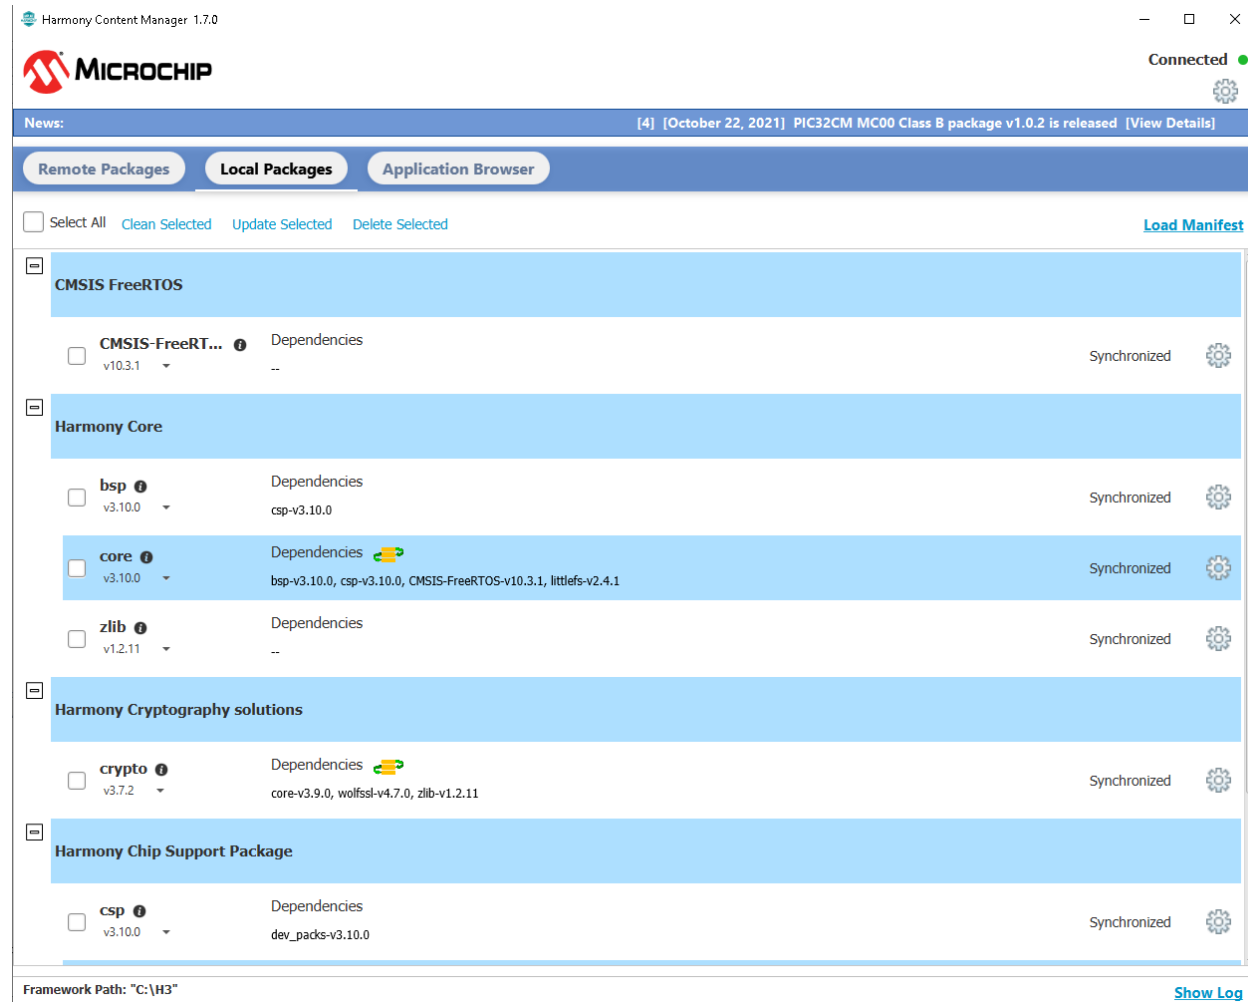 Harmony Content Manager 1.7.0
MICROCHIP
Connected
News:
[4] [October 22, 2021] PIC32CM MC00 Class B package v1.0.2 is released [View Details]
Remote Packages Local Packages Application Browser
Select All Clean Selected Update Selected Delete Selected Load Manifest
CMSIS FreeRTOS
CMSIS-FreeRT... Dependencies
v10.3.1 -- Synchronized
Harmony Core
bsp Dependencies
v3.10.0 csp-v3.10.0 Synchronized
core Dependencies
v3.10.0 bsp-v3.10.0, csp-v3.10.0, CMSIS-FreeRTOS-v10.3.1, littlefs-v2.4.1 Synchronized
zlib Dependencies
v1.2.11 -- Synchronized
Harmony Cryptography solutions
crypto Dependencies
v3.7.2 core-v3.9.0, wolfssl-v4.7.0, zlib-v1.2.11 Synchronized
Harmony Chip Support Package
csp Dependencies
v3.10.0 dev_packs-v3.10.0 Synchronized
Framework Path: "C:\H3" Show Log